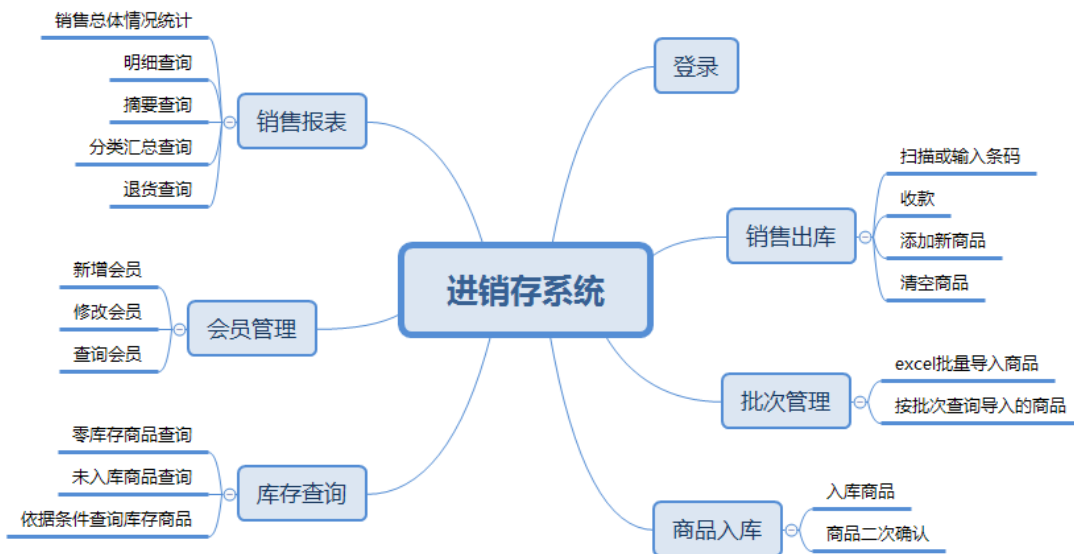 进销存系统
登录
销售出库
扫描或输入条码
收款
添加新商品
清空商品
批次管理
excel批量导入商品
按批次查询导入的商品
商品入库
入库商品
商品二次确认
销售报表
销售总体情况统计
明细查询
摘要查询
分类汇总查询
退货查询
会员管理
新增会员
修改会员
查询会员
库存查询
零库存商品查询
未入库商品查询
依据条件查询库存商品